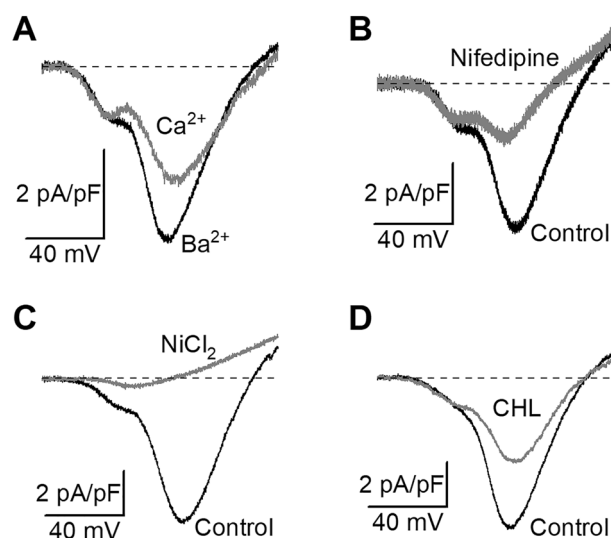 A
Ca²⁺
2 pA/pF
40 mV
Ba²⁺
B
Nifedipine
2 pA/pF
40 mV
Control
C
NiCl₂
2 pA/pF
40 mV
Control
D
CHL
2 pA/pF
40 mV
Control